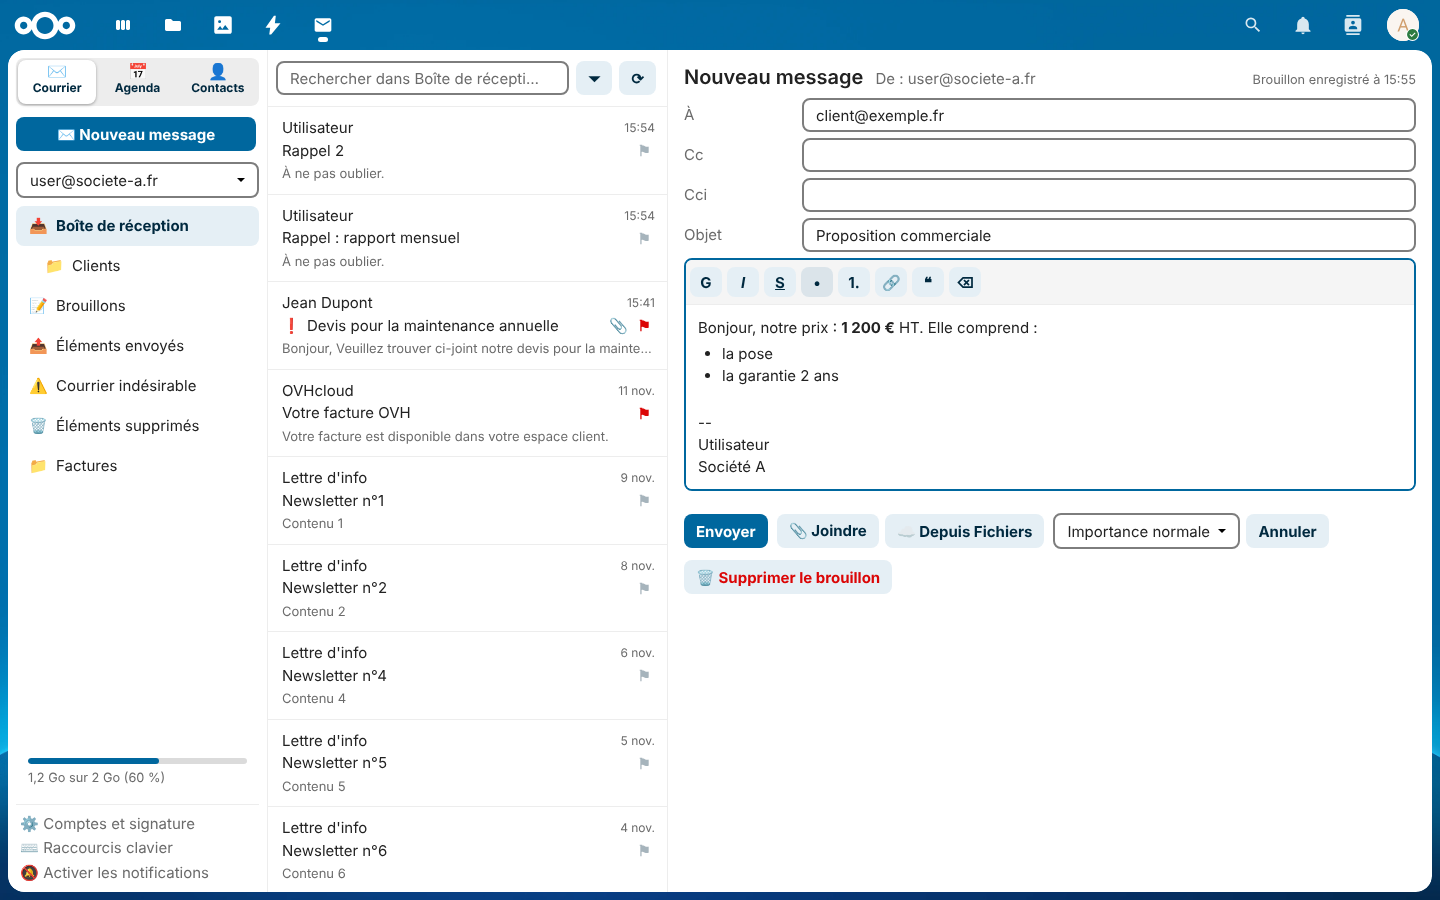 A
Courrier
Agenda
Contacts
Nouveau message
user@societe-a.fr
Boîte de réception
Clients
Brouillons
Éléments envoyés
Courrier indésirable
Éléments supprimés
Factures
1,2 Go sur 2 Go (60 %)
Comptes et signature
Raccourcis clavier
Activer les notifications
Rechercher dans Boîte de récepti...
Utilisateur 15:54
Rappel 2
À ne pas oublier.
Utilisateur 15:54
Rappel : rapport mensuel
À ne pas oublier.
Jean Dupont 15:41
❗ Devis pour la maintenance annuelle
Bonjour, Veuillez trouver ci-joint notre devis pour la mainte...
OVHcloud 11 nov.
Votre facture OVH
Votre facture est disponible dans votre espace client.
Lettre d'info 9 nov.
Newsletter n°1
Contenu 1
Lettre d'info 8 nov.
Newsletter n°2
Contenu 2
Lettre d'info 6 nov.
Newsletter n°4
Contenu 4
Lettre d'info 5 nov.
Newsletter n°5
Contenu 5
Lettre d'info 4 nov.
Newsletter n°6
Contenu 6
Nouveau message De : user@societe-a.fr Brouillon enregistré à 15:55
À client@exemple.fr
Cc
Cci
Objet Proposition commerciale
G I S • 1. ❝
Bonjour, notre prix : 1 200 € HT. Elle comprend :
• la pose
• la garantie 2 ans
--
Utilisateur
Société A
Envoyer Joindre Depuis Fichiers Importance normale Annuler
Supprimer le brouillon